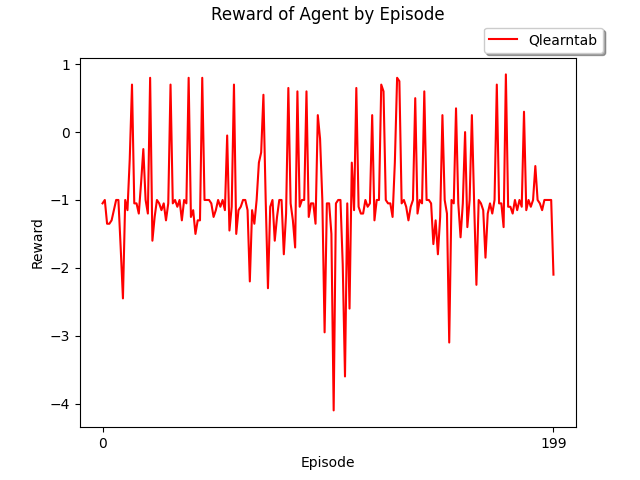 Reward of Agent by Episode
Qlearntab
1
0
−1
−2
−3
−4
Reward
0
199
Episode